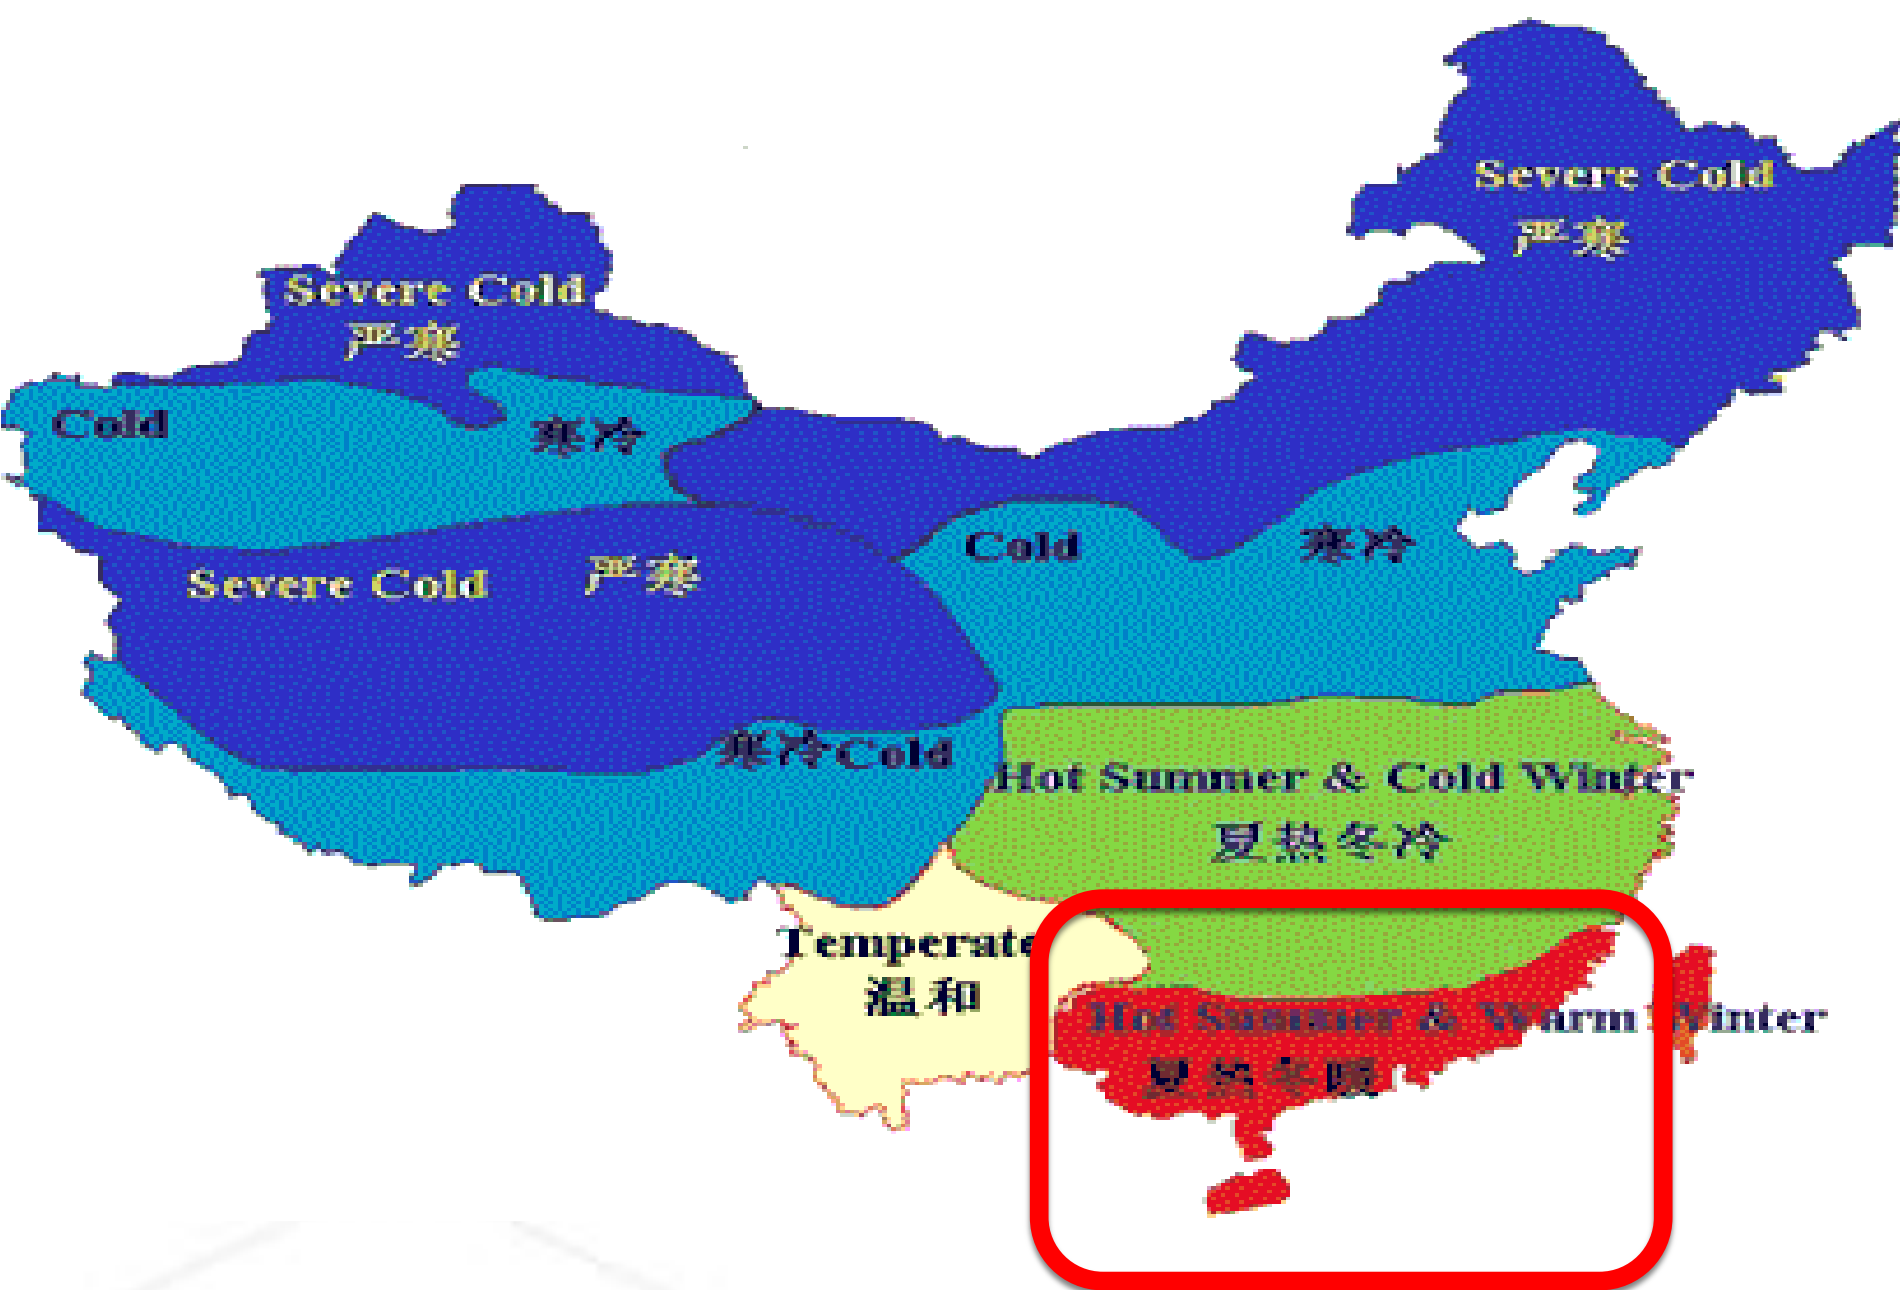 Severe Cold
严寒
Severe Cold
严寒
Cold 寒冷
Cold 寒冷
Severe Cold 严寒
寒冷Cold
Hot Summer & Cold Winter
夏热冬冷
Temperate
温和
Hot Summer & Warm Winter
夏热冬暖